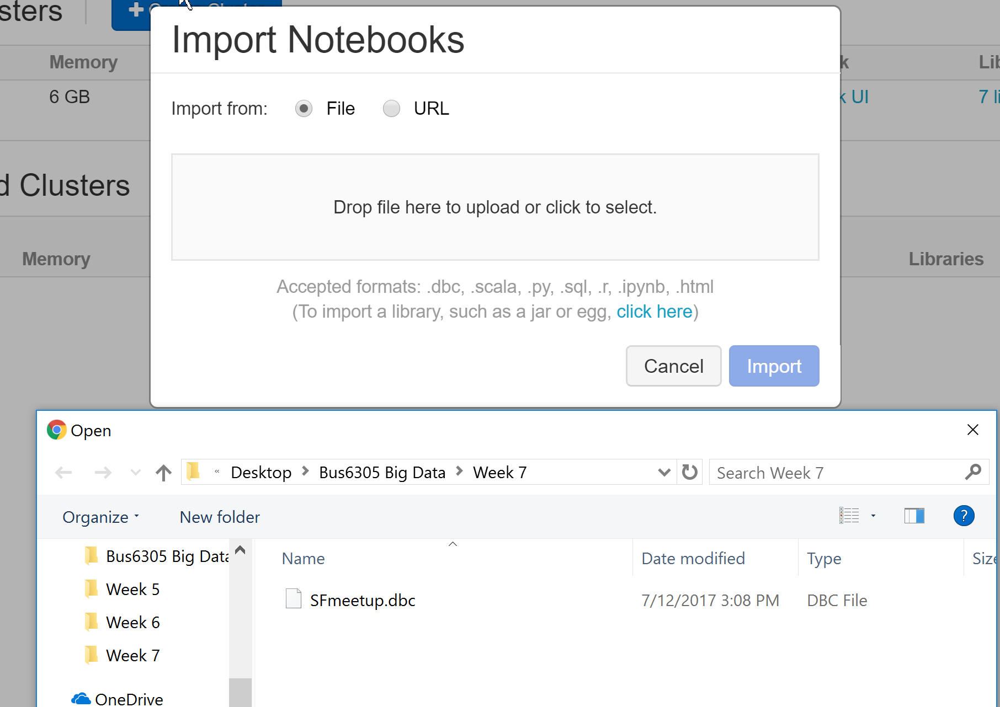 sters
Import Notebooks
Memory
k
Lib
6 GB
k UI
7 li
Import from: File URL
d Clusters
Drop file here to upload or click to select.
Memory
Libraries
Accepted formats: .dbc, .scala, .py, .sql, .r, .ipynb, .html
(To import a library, such as a jar or egg, click here)
Cancel Import
Open
« Desktop > Bus6305 Big Data > Week 7
Search Week 7
Organize New folder
?
Bus6305 Big Data
Name Date modified Type Size
Week 5
SFmeetup.dbc 7/12/2017 3:08 PM DBC File
Week 6
Week 7
OneDrive